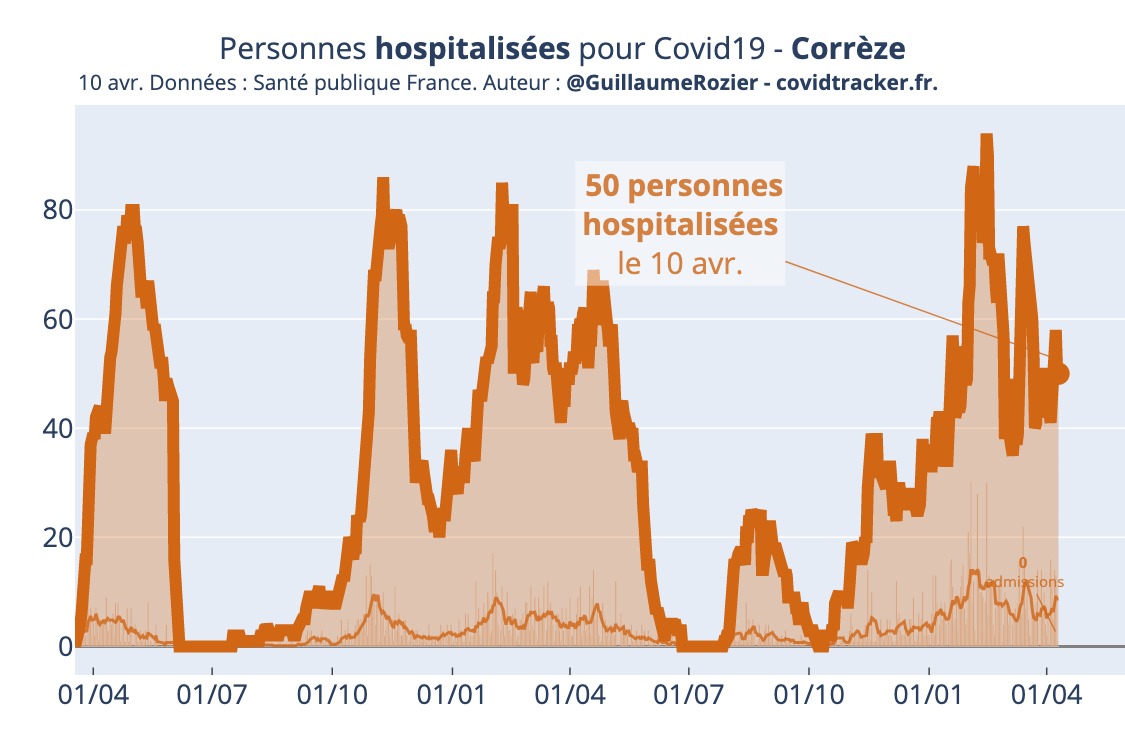 Personnes hospitalisées pour Covid19 - Corrèze
10 avr. Données : Santé publique France. Auteur : @GuillaumeRozier - covidtracker.fr.
50 personnes
hospitalisées
le 10 avr.
80
60
40
20
0
0
admissions
01/04
01/07
01/10
01/01
01/04
01/07
01/10
01/01
01/04